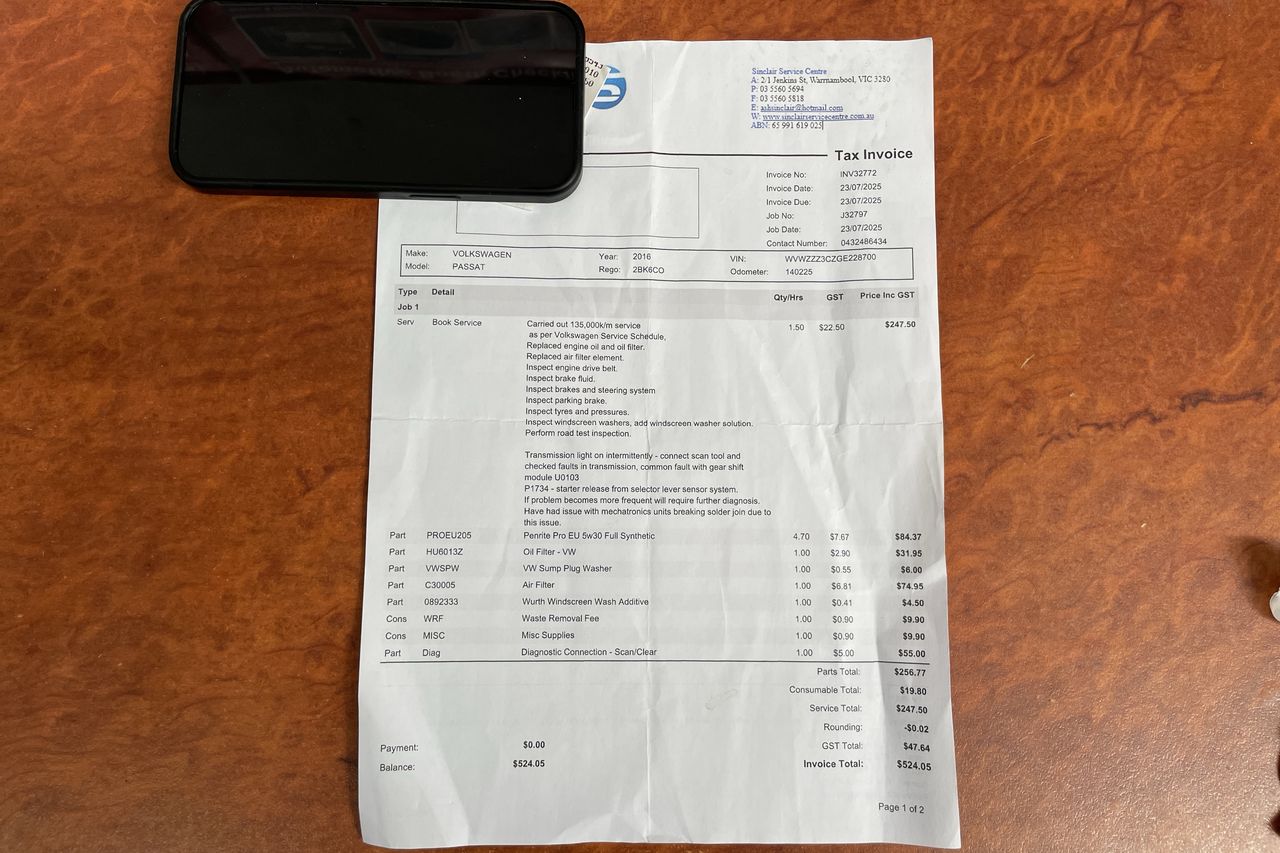 Sinclair Service Centre
A: 2/1 Jenkins St, Warrnambool, VIC 3280
P: 03 5560 5694
F: 03 5560 5818
E: ashsinclair@hotmail.com
W: www.sinclairservicecentre.com.au
ABN: 65 991 619 025
Tax Invoice
Invoice No: INV32772
Invoice Date: 23/07/2025
Invoice Due: 23/07/2025
Job No: J32797
Job Date: 23/07/2025
Contact Number: 0432486434
Make: VOLKSWAGEN Year: 2016 VIN: WVWZZZ3CZGE228700
Model: PASSAT Rego: 2BK6CO Odometer: 140225
Type Detail Qty/Hrs GST Price Inc GST
Job 1
Serv Book Service Carried out 135,000k/m service 1.50 $22.50 $247.50
as per Volkswagen Service Schedule,
Replaced engine oil and oil filter.
Replaced air filter element.
Inspect engine drive belt.
Inspect brake fluid.
Inspect brakes and steering system
Inspect parking brake.
Inspect tyres and pressures.
Inspect windscreen washers, add windscreen washer solution.
Perform road test inspection.
Transmission light on intermittently - connect scan tool and
checked faults in transmission, common fault with gear shift
module U0103
P1734 - starter release from selector lever sensor system.
If problem becomes more frequent will require further diagnosis.
Have had issue with mechatronics units breaking solder join due to
this issue.
Part PROEU205 Penrite Pro EU 5w30 Full Synthetic 4.70 $7.67 $84.37
Part HU6013Z Oil Filter - VW 1.00 $2.90 $31.95
Part VWSPW VW Sump Plug Washer 1.00 $0.55 $6.00
Part C30005 Air Filter 1.00 $6.81 $74.95
Part 0892333 Wurth Windscreen Wash Additive 1.00 $0.41 $4.50
Cons WRF Waste Removal Fee 1.00 $0.90 $9.90
Cons MISC Misc Supplies 1.00 $0.90 $9.90
Part Diag Diagnostic Connection - Scan/Clear 1.00 $5.00 $55.00
Parts Total: $256.77
Consumable Total: $19.80
Service Total: $247.50
Rounding: -$0.02
Payment: $0.00 GST Total: $47.64
Balance: $524.05 Invoice Total: $524.05
Page 1 of 2